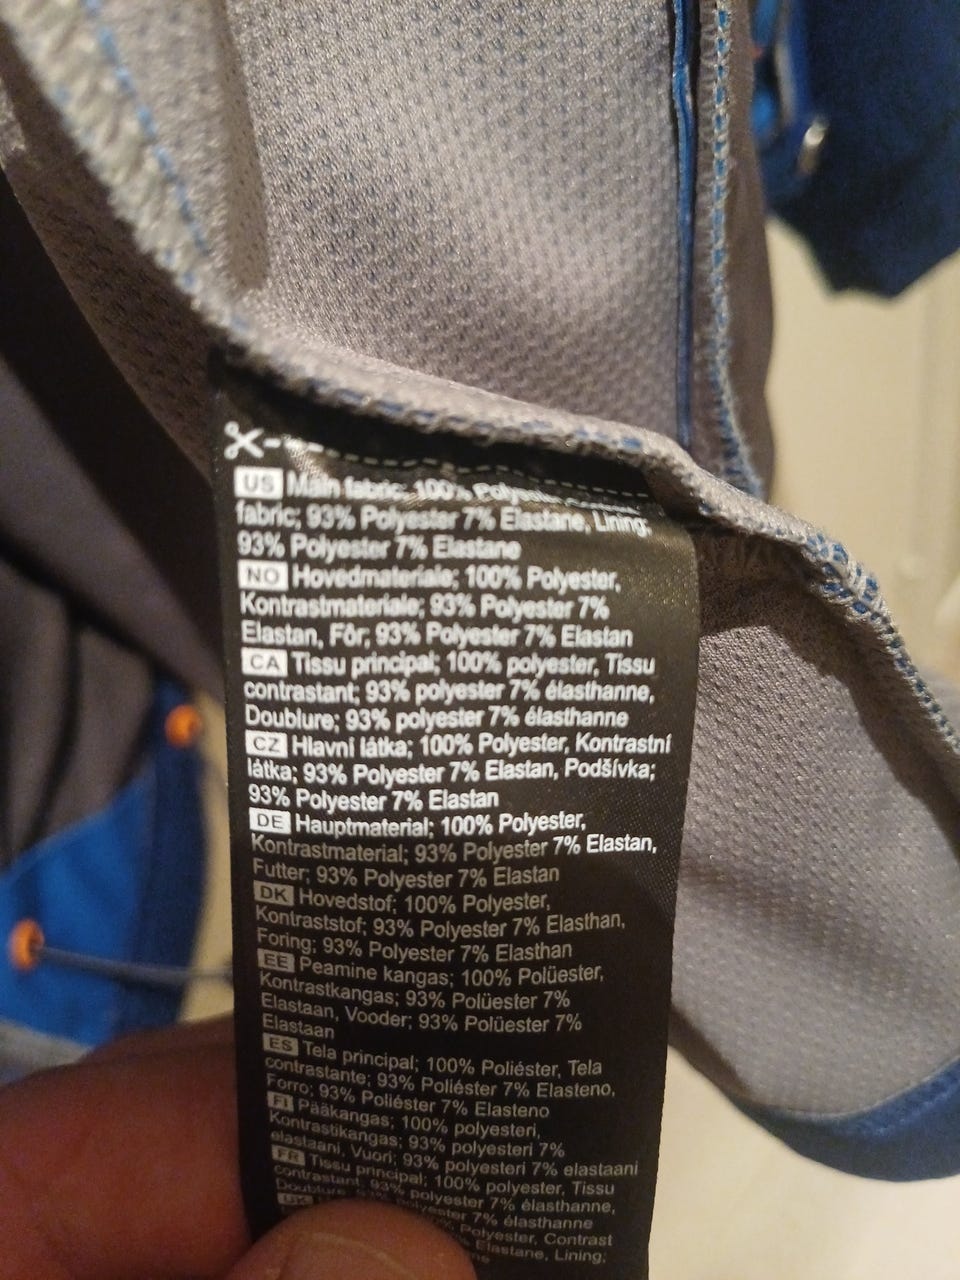 US Main fabric; 100% Polyester,
fabric; 93% Polyester 7% Elastane, Lining;
93% Polyester 7% Elastane
NO Hovedmateriale; 100% Polyester,
Kontrastmateriale; 93% Polyester 7%
Elastan, Fôr; 93% Polyester 7% Elastan
CA Tissu principal; 100% polyester, Tissu
contrastant; 93% polyester 7% élasthanne,
Doublure; 93% polyester 7% élasthanne
CZ Hlavní látka; 100% Polyester, Kontrastní
látka; 93% Polyester 7% Elastan, Podšívka;
93% Polyester 7% Elastan
DE Hauptmaterial; 100% Polyester,
Kontrastmaterial; 93% Polyester 7% Elastan,
Futter; 93% Polyester 7% Elastan
DK Hovedstof; 100% Polyester,
Kontraststof; 93% Polyester 7% Elasthan,
Foring; 93% Polyester 7% Elasthan
EE Peamine kangas; 100% Polüester,
Kontrastkangas; 93% Polüester 7%
Elastaan, Vooder; 93% Polüester 7%
Elastaan
ES Tela principal; 100% Poliéster, Tela
contrastante; 93% Poliéster 7% Elasteno,
Forro; 93% Poliéster 7% Elasteno
FI Pääkangas; 100% polyesteri,
Kontrastikangas; 93% polyesteri 7%
elastaani, Vuori; 93% polyesteri 7% elastaani
FR Tissu principal; 100% polyester, Tissu
contrastant; 93% polyester 7% élasthanne,
Doublure; polyester 7% élasthanne
UK Polyester, Contrast
Elastane, Lining;